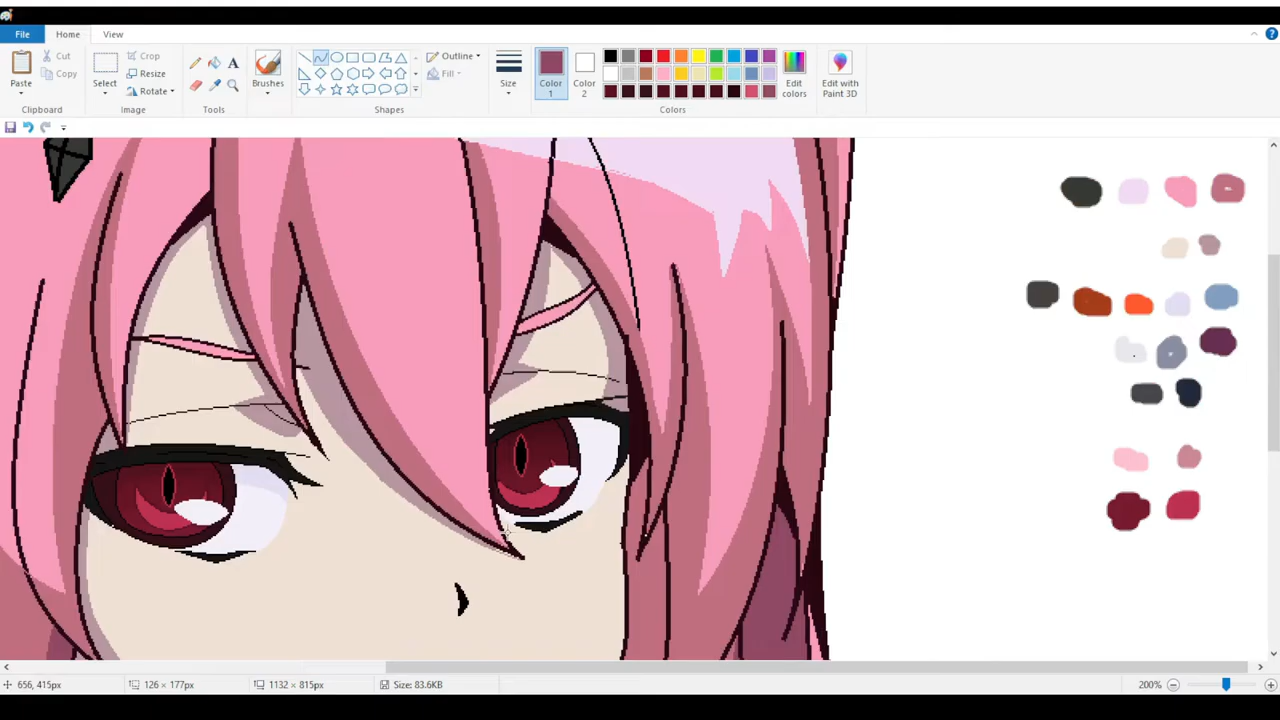 File Home View
Paste
Cut
Copy
Clipboard
Select
Crop
Resize
Rotate
Image
A
Tools
Brushes
Outline
Fill
Shapes
Size
Color 1
Color 2
Edit colors
Colors
Edit with Paint 3D
656, 415px 126 × 177px 1132 × 815px Size: 83.6KB 200%